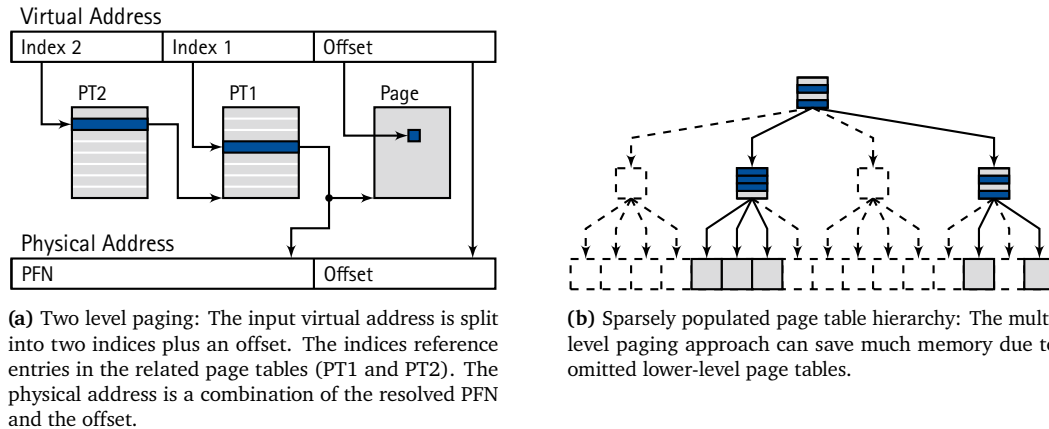 Virtual Address
Index 2 Index 1 Offset
PT2 PT1 Page
Physical Address
PFN Offset
(a) Two level paging: The input virtual address is split
into two indices plus an offset. The indices reference
entries in the related page tables (PT1 and PT2). The
physical address is a combination of the resolved PFN
and the offset.
(b) Sparsely populated page table hierarchy: The mult
level paging approach can save much memory due to
omitted lower-level page tables.